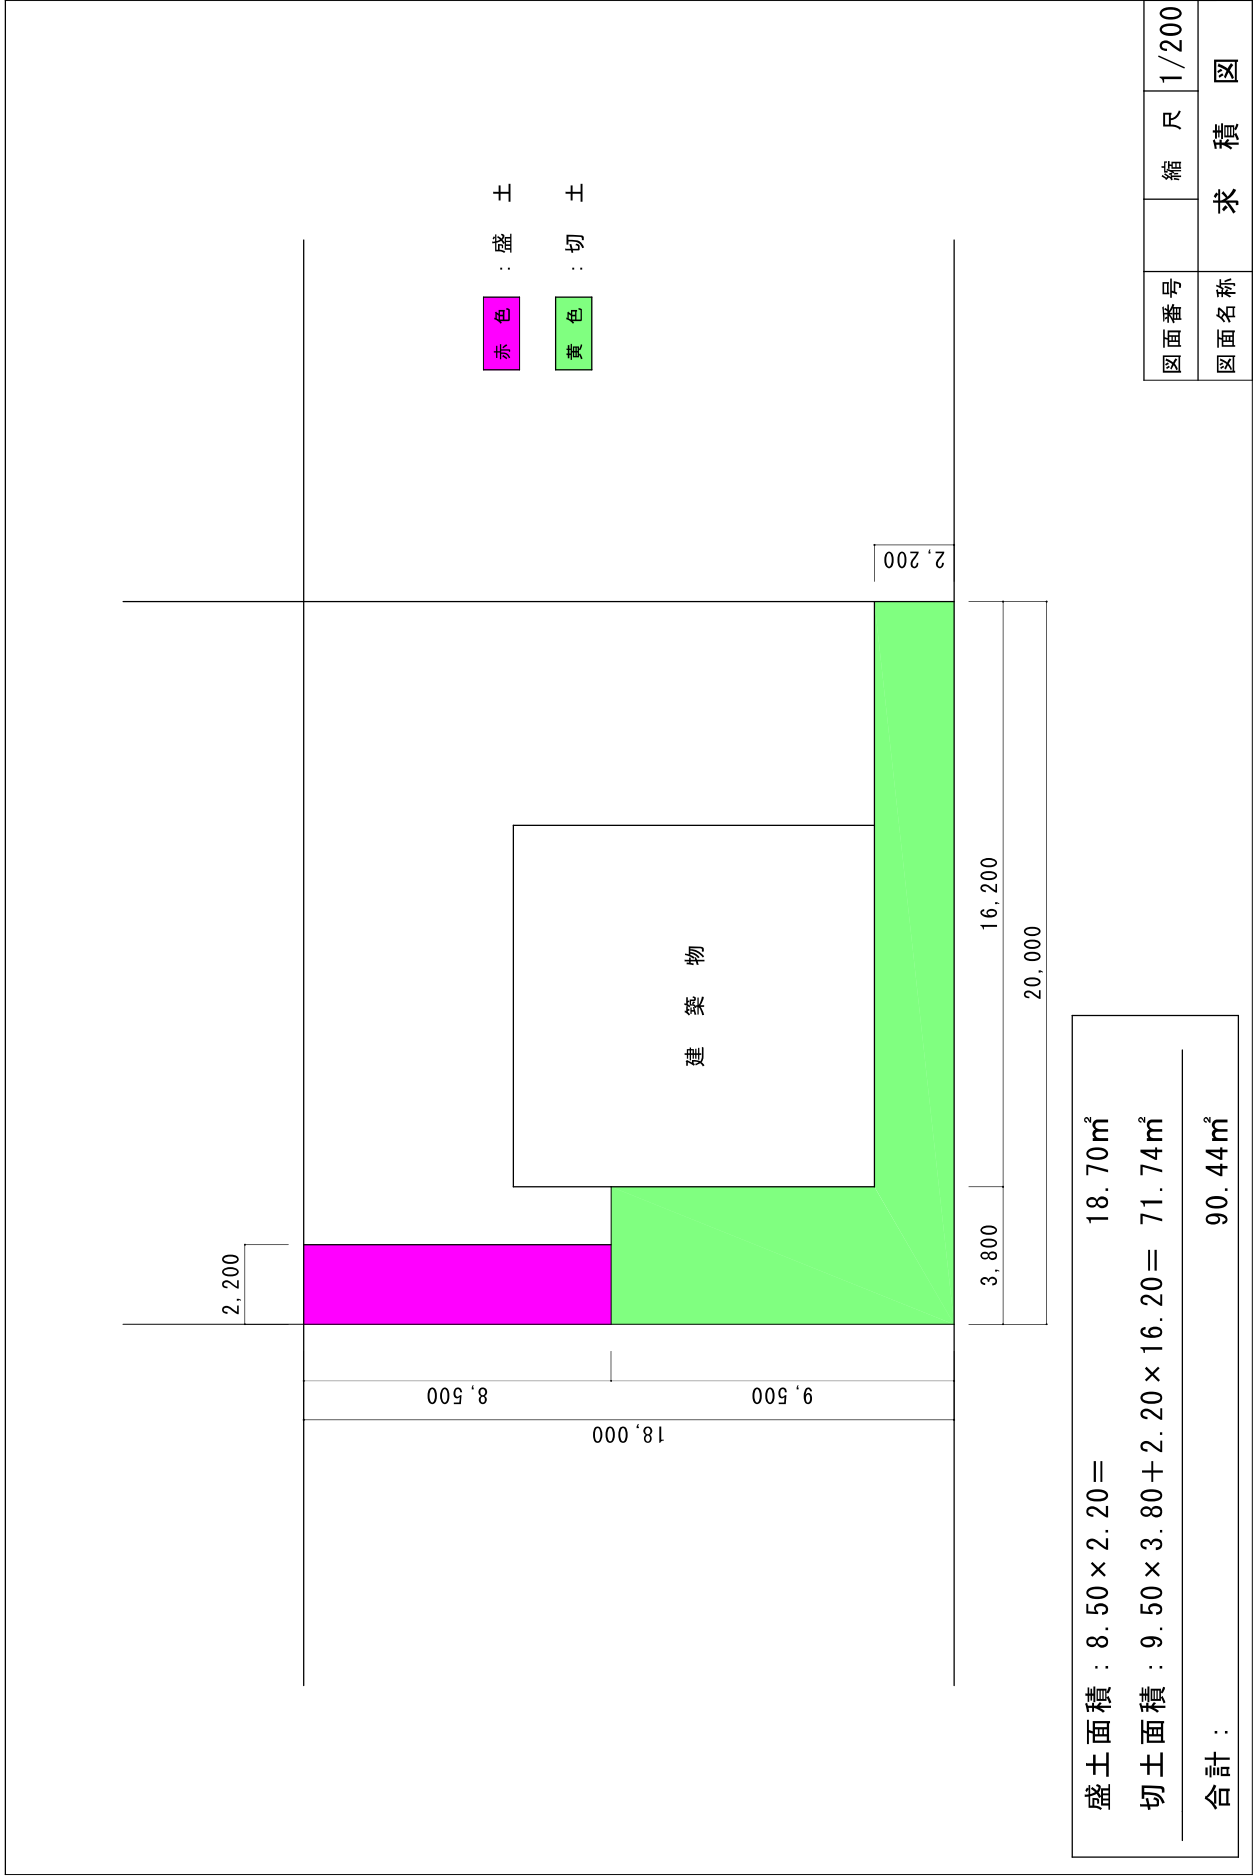 2,200
8,500
9,500
18,000
3,800
16,200
20,000
2,200
建築物
赤色 : 盛土
黄色 : 切土
盛土面積 : 8.50×2.20= 18.70㎡
切土面積 : 9.50×3.80+2.20×16.20= 71.74㎡
合計 : 90.44㎡
図面番号 縮尺 1/200
図面名称 求積図